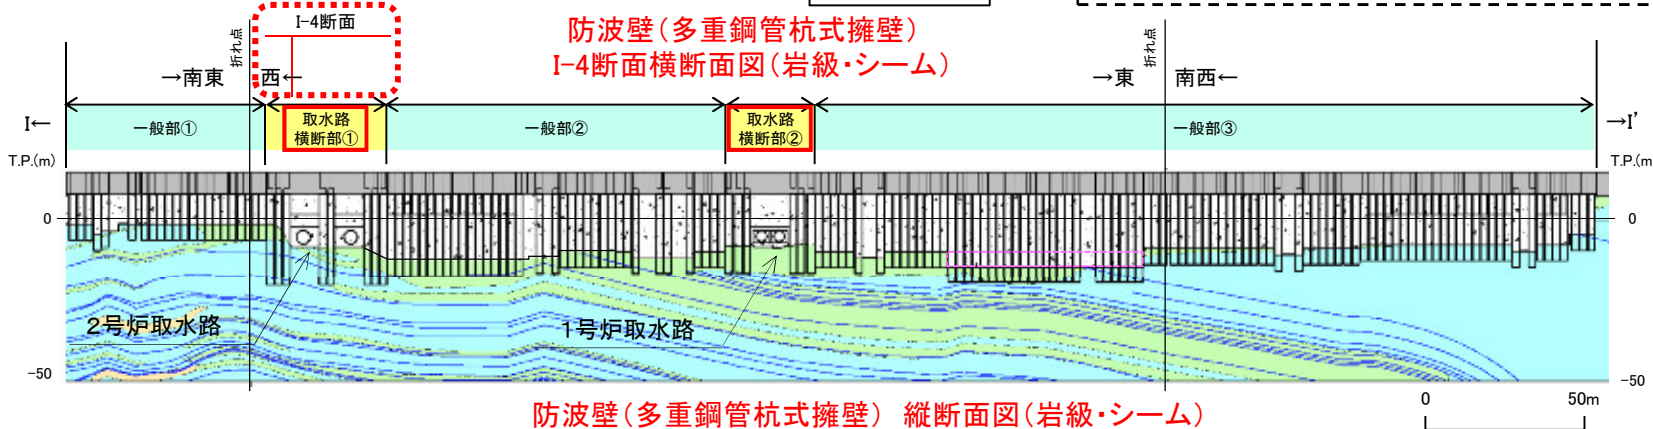 I-4断面
防波壁(多重鋼管杭式擁壁)
I-4断面横断面図(岩級・シーム)
折れ点
折れ点
→南東
西←
→東
南西←
I←
一般部①
取水路
横断部①
一般部②
取水路
横断部②
一般部③
→I'
T.P.(m)
T.P.(m
0
0
2号炉取水路
1号炉取水路
-50
-50
防波壁(多重鋼管杭式擁壁) 縦断面図(岩級・シーム)
0
50m